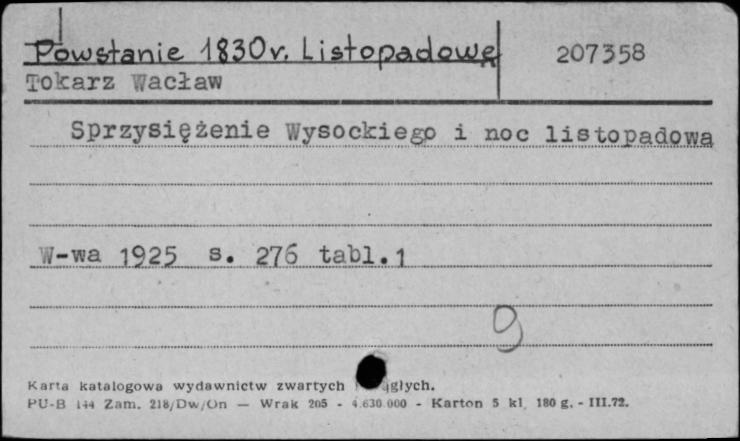 Powstanie 1830r. Listopadowe 207358
Tokarz Wacław
Sprzysiężenie Wysockiego i noc listopadowa
W-wa 1925 s. 276 tabl.1
9
Karta katalogowa wydawnictw zwartych
PU-B 144 Zam. 218/Dw/On — Wrak 205 - 4.630.000 - Karton 5 kl. 180 g. - III.72.